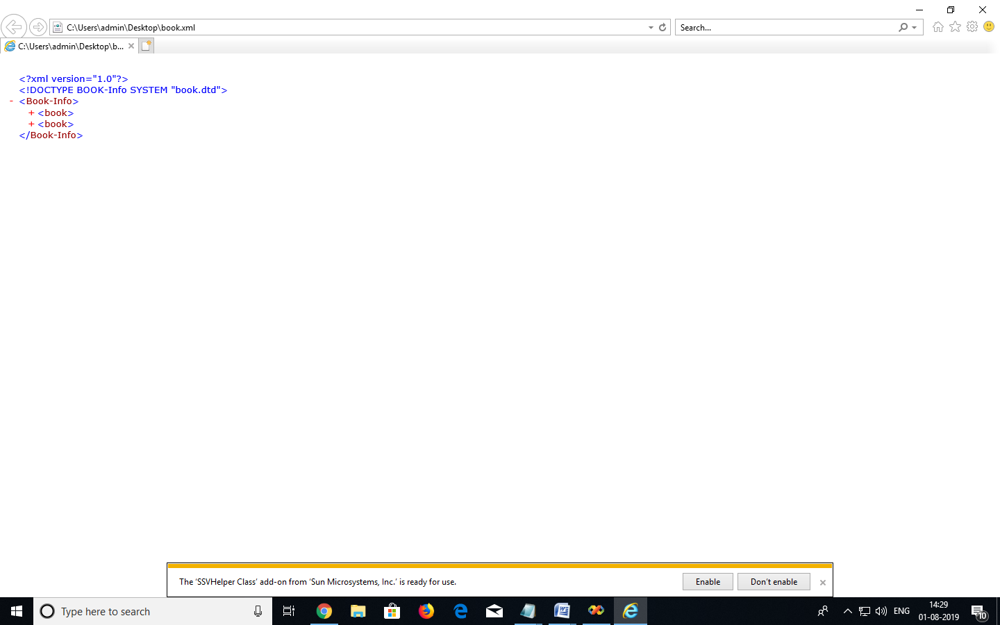 C:\Users\admin\Desktop\book.xml
Search...
C:\Users\admin\Desktop\b...
<?xml version="1.0"?>
<!DOCTYPE BOOK-Info SYSTEM "book.dtd">
- <Book-Info>
+ <book>
+ <book>
</Book-Info>
The ‘SSVHelper Class’ add-on from ‘Sun Microsystems, Inc.’ is ready for use.
Enable
Don't enable
Type here to search
ENG
14:29
01-08-2019
10